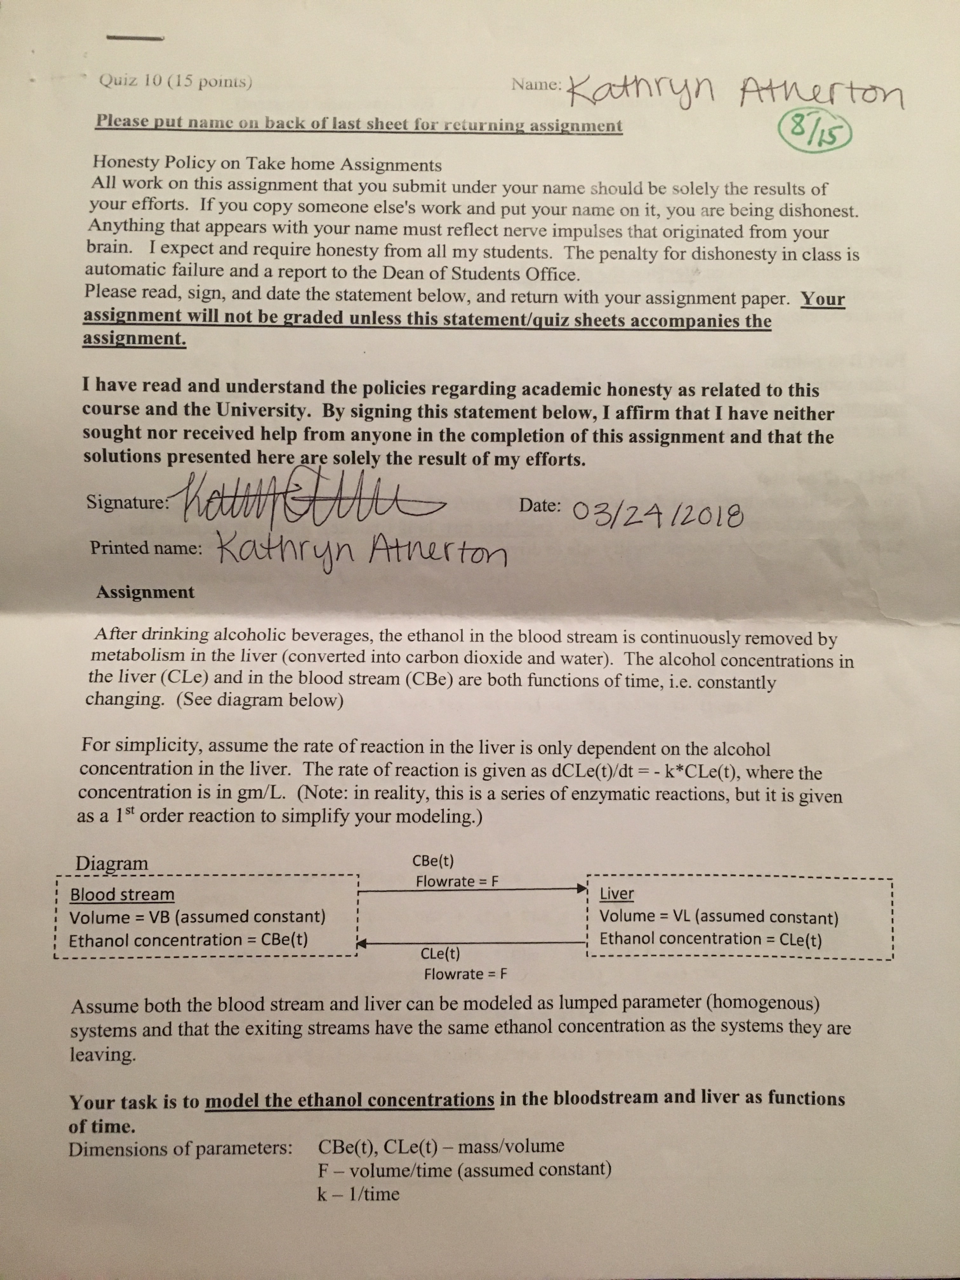 Quiz 10 (15 points)
Name: Kathryn Atherton
Please put name on back of last sheet for returning assignment
8/15
Honesty Policy on Take home Assignments
All work on this assignment that you submit under your name should be solely the results of
your efforts. If you copy someone else's work and put your name on it, you are being dishonest.
Anything that appears with your name must reflect nerve impulses that originated from your
brain. I expect and require honesty from all my students. The penalty for dishonesty in class is
automatic failure and a report to the Dean of Students Office.
Please read, sign, and date the statement below, and return with your assignment paper. Your
assignment will not be graded unless this statement/quiz sheets accompanies the
assignment.
I have read and understand the policies regarding academic honesty as related to this
course and the University. By signing this statement below, I affirm that I have neither
sought nor received help from anyone in the completion of this assignment and that the
solutions presented here are solely the result of my efforts.
Signature:
Date: 03/24/2018
Printed name: Kathryn Atherton
Assignment
After drinking alcoholic beverages, the ethanol in the blood stream is continuously removed by
metabolism in the liver (converted into carbon dioxide and water). The alcohol concentrations in
the liver (CLe) and in the blood stream (CBe) are both functions of time, i.e. constantly
changing. (See diagram below)
For simplicity, assume the rate of reaction in the liver is only dependent on the alcohol
concentration in the liver. The rate of reaction is given as dCLe(t)/dt = - k*CLe(t), where the
concentration is in gm/L. (Note: in reality, this is a series of enzymatic reactions, but it is given
as a 1st order reaction to simplify your modeling.)
Diagram
CBe(t)
Flowrate = F
Blood stream
Volume = VB (assumed constant)
Ethanol concentration = CBe(t)
Liver
Volume = VL (assumed constant)
Ethanol concentration = CLe(t)
CLe(t)
Flowrate = F
Assume both the blood stream and liver can be modeled as lumped parameter (homogenous)
systems and that the exiting streams have the same ethanol concentration as the systems they are
leaving.
Your task is to model the ethanol concentrations in the bloodstream and liver as functions
of time.
Dimensions of parameters: CBe(t), CLe(t) – mass/volume
F – volume/time (assumed constant)
k – 1/time